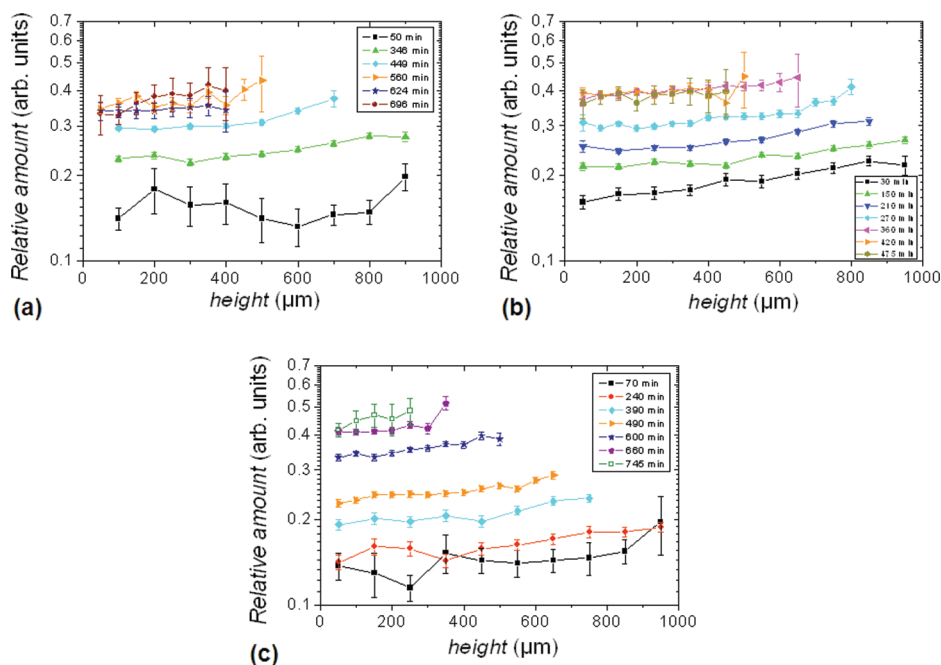 0.7
0.6
0.5
0.4
0.3
0.2
0.1
Relative amount (arb. units)
50 min
346 min
449 min
560 min
624 min
696 min
0 200 400 600 800 1000
height (µm)
(a)
0.7
0.6
0.5
0.4
0.3
0.2
0.1
Relative amount (arb. units)
30 min
150 min
210 min
270 min
360 min
420 min
475 min
0 200 400 600 800 1000
height (µm)
(b)
0.7
0.6
0.5
0.4
0.3
0.2
0.1
Relative amount (arb. units)
70 min
240 min
390 min
490 min
600 min
660 min
745 min
0 200 400 600 800 1000
height (µm)
(c)